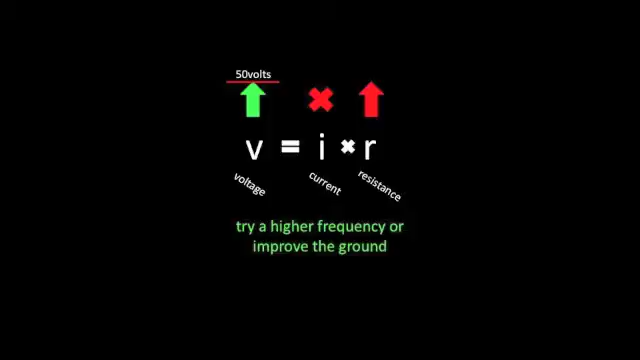 50volts
v = i × r
voltage current resistance
try a higher frequency or
improve the ground